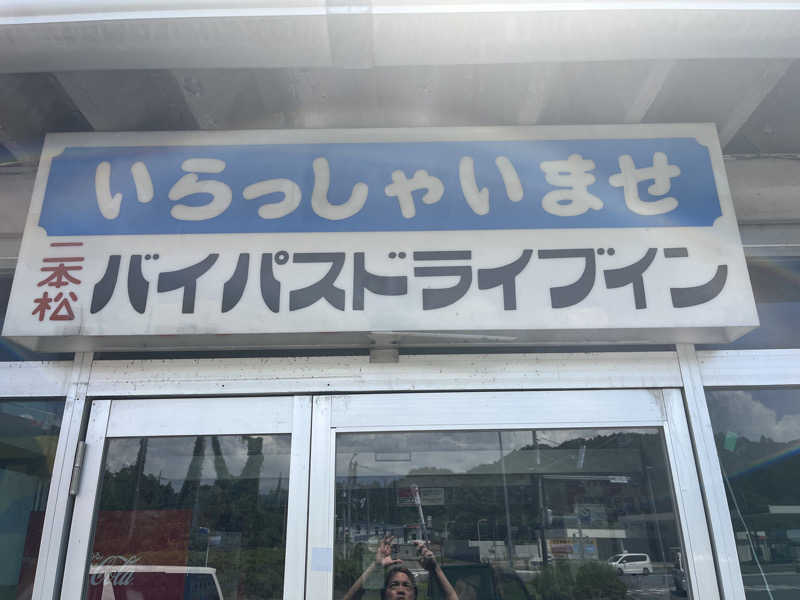 いらっしゃいませ
二本松
バイパスドライブイン
Coca